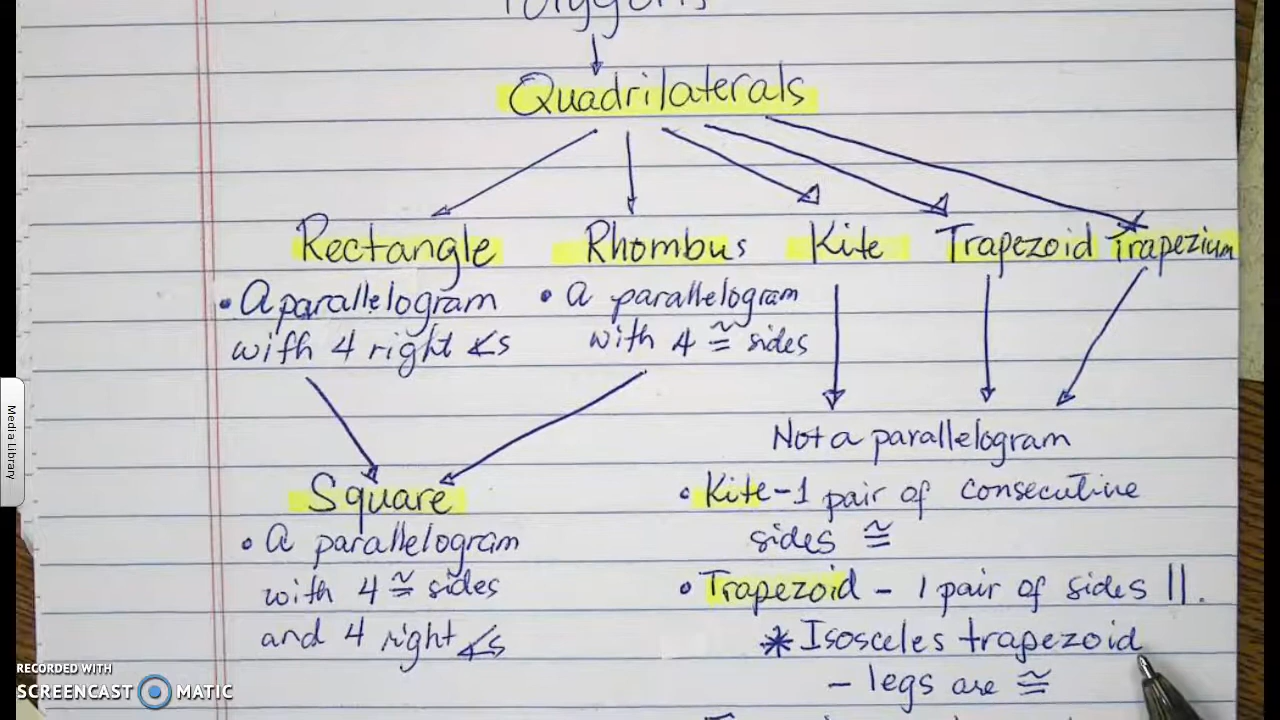 Polygons
Quadrilaterals
Rectangle Rhombus Kite Trapezoid Trapezium
• A parallelogram
with 4 right ∡s
• A parallelogram
with 4 ≅ sides
Not a parallelogram
Square
• A parallelogram
with 4 ≅ sides
and 4 right ∡s
• Kite - 1 pair of consecutive
sides ≅
• Trapezoid - 1 pair of sides ||.
* Isosceles trapezoid
- legs are ≅
Media Library
RECORDED WITH
SCREENCAST MATIC